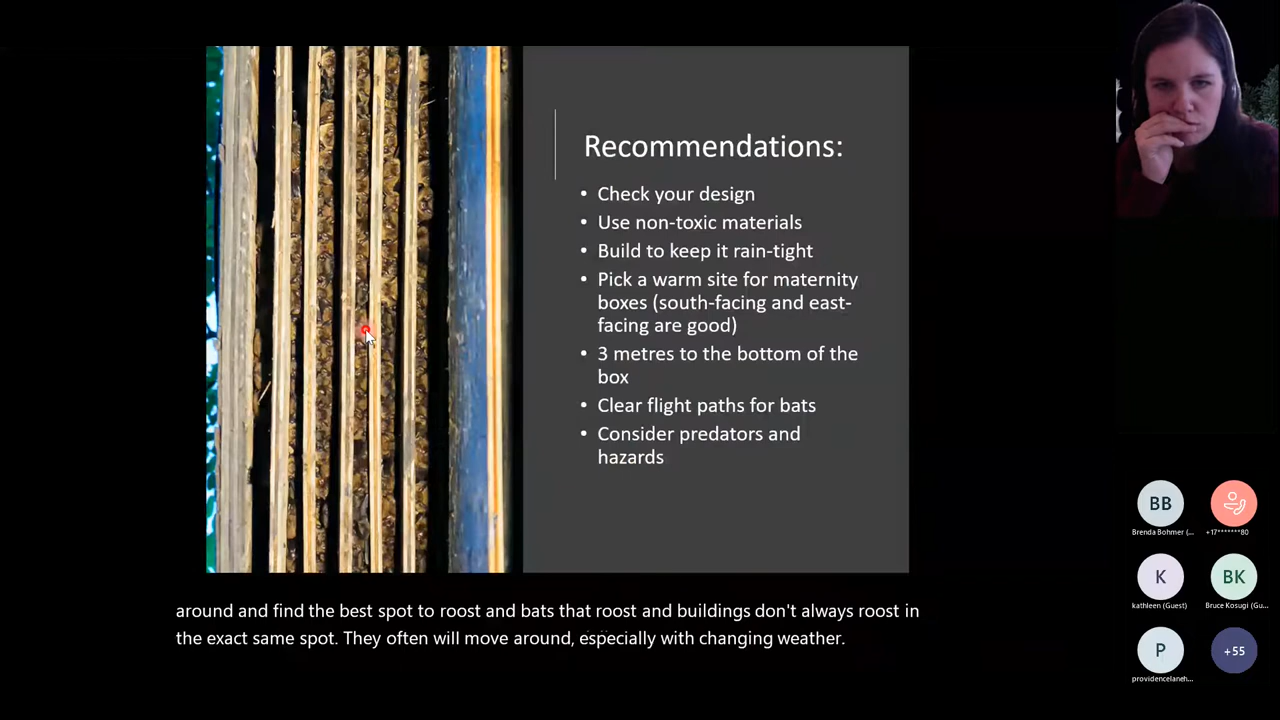 Recommendations:
• Check your design
• Use non-toxic materials
• Build to keep it rain-tight
• Pick a warm site for maternity
boxes (south-facing and east-
facing are good)
• 3 metres to the bottom of the
box
• Clear flight paths for bats
• Consider predators and
hazards
around and find the best spot to roost and bats that roost and buildings don't always roost in
the exact same spot. They often will move around, especially with changing weather.
BB
Brenda Bohmer (...
+17*******80
K
kathleen (Guest)
BK
Bruce Kosugi (Gu...
P
providencelaneh...
+55